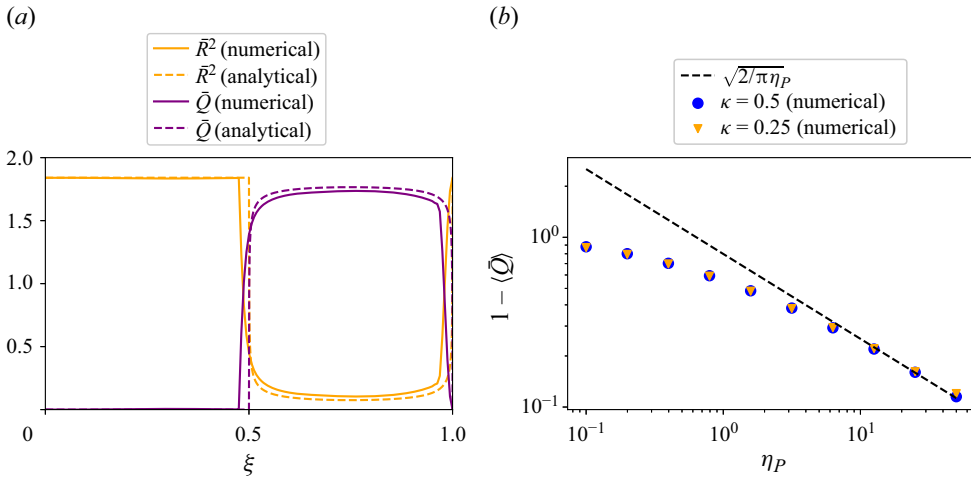 (a)
R̄² (numerical)
R̄² (analytical)
Q̄ (numerical)
Q̄ (analytical)
2.0
1.5
1.0
0.5
0 0.5 1.0
ξ
(b)
√2/πη_P
κ = 0.5 (numerical)
κ = 0.25 (numerical)
10⁰
10⁻¹
1 − ⟨Q̄⟩
10⁻¹ 10⁰ 10¹
η_P